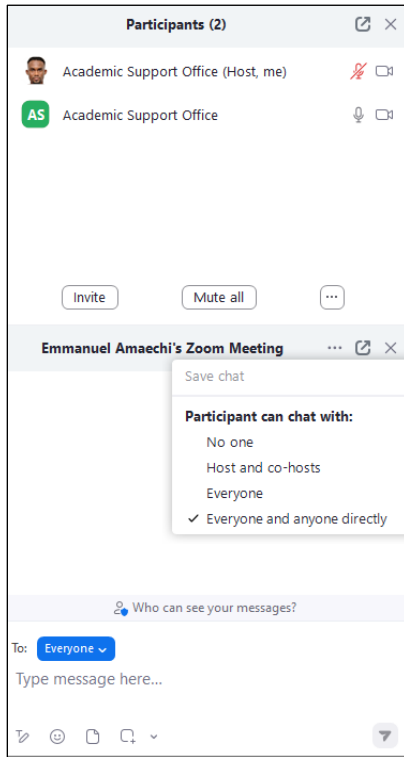 Participants (2)
Academic Support Office (Host, me)
AS Academic Support Office
Invite Mute all
Emmanuel Amaechi's Zoom Meeting
Save chat
Participant can chat with:
No one
Host and co-hosts
Everyone
Everyone and anyone directly
Who can see your messages?
To: Everyone
Type message here...